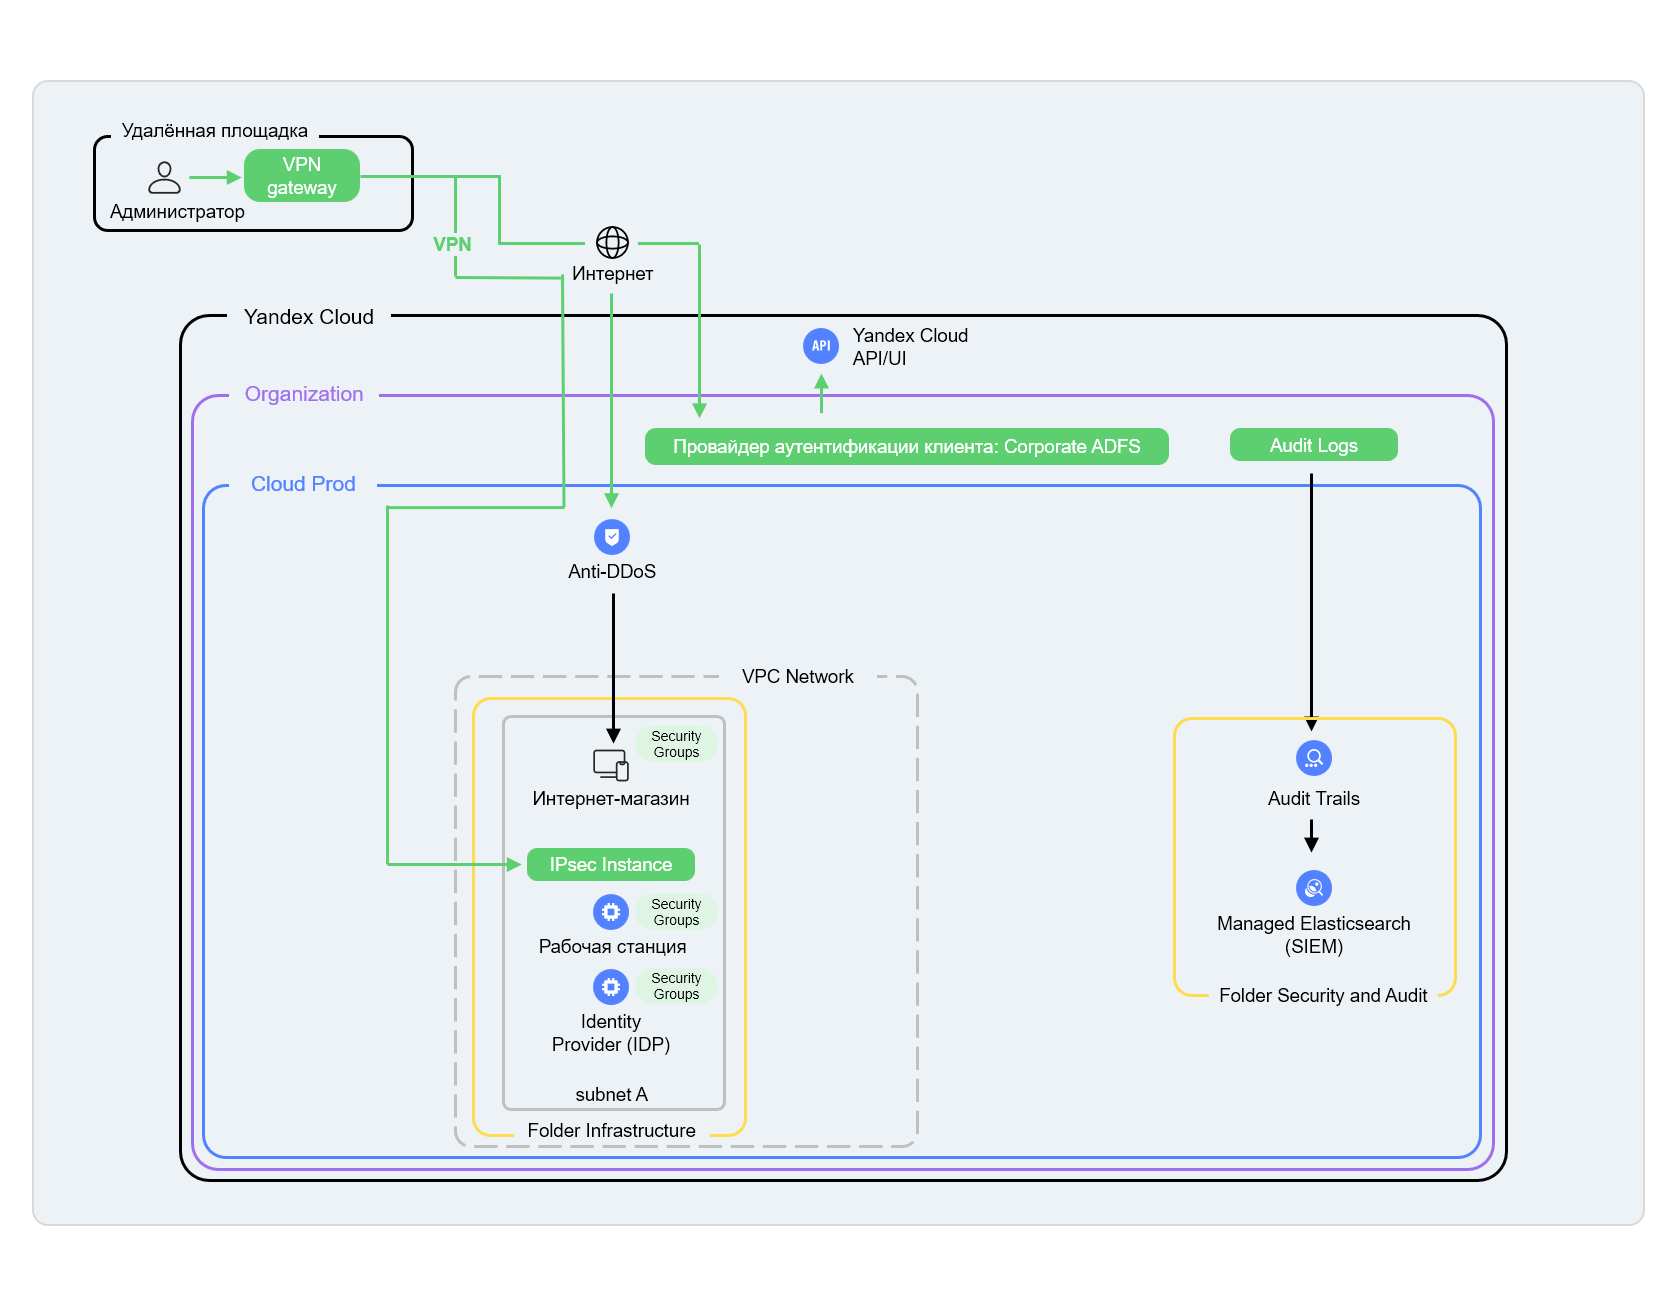 Удалённая площадка
VPN
gateway
Администратор
VPN
Интернет
Yandex Cloud
API
Yandex Cloud
API/UI
Organization
Провайдер аутентификации клиента: Corporate ADFS
Audit Logs
Cloud Prod
Anti-DDoS
VPC Network
Security
Groups
Интернет-магазин
IPsec Instance
Security
Groups
Рабочая станция
Security
Groups
Identity
Provider (IDP)
subnet A
Folder Infrastructure
Audit Trails
Managed Elasticsearch
(SIEM)
Folder Security and Audit